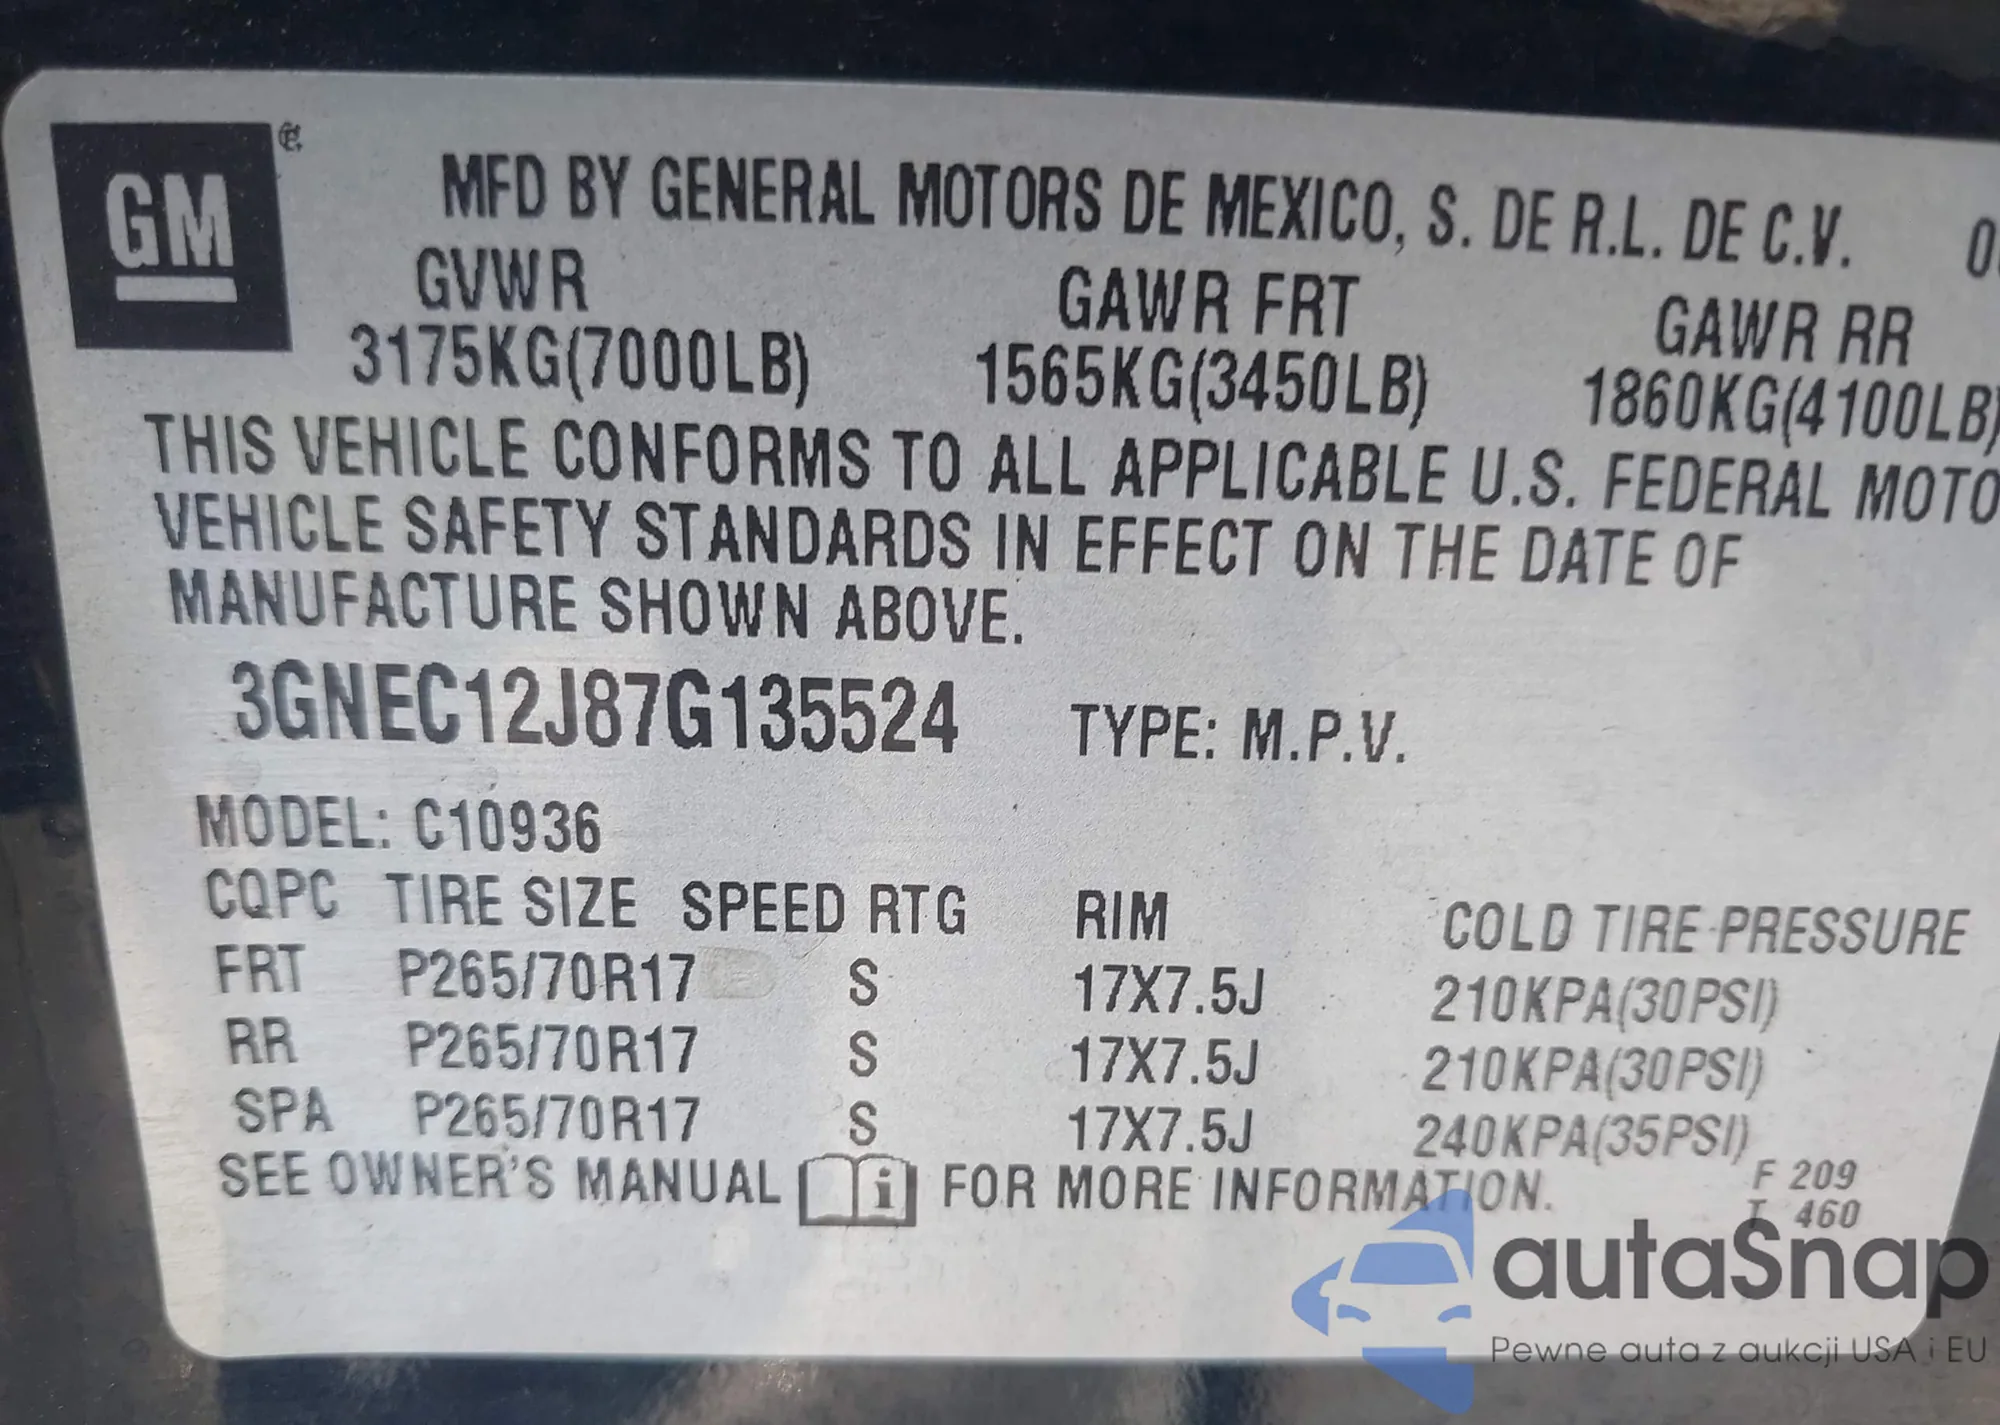 GM
MFD BY GENERAL MOTORS DE MEXICO, S. DE R.L. DE C.V.
GVWR GAWR FRT GAWR RR
3175KG(7000LB) 1565KG(3450LB) 1860KG(4100LB)
THIS VEHICLE CONFORMS TO ALL APPLICABLE U.S. FEDERAL MOTO
VEHICLE SAFETY STANDARDS IN EFFECT ON THE DATE OF
MANUFACTURE SHOWN ABOVE.
3GNEC12J87G135524 TYPE: M.P.V.
MODEL: C10936
CQPC TIRE SIZE SPEED RTG RIM COLD TIRE PRESSURE
FRT P265/70R17 S 17X7.5J 210KPA(30PSI)
RR P265/70R17 S 17X7.5J 210KPA(30PSI)
SPA P265/70R17 S 17X7.5J 240KPA(35PSI)
SEE OWNER'S MANUAL i FOR MORE INFORMATION.
F 209
T 460
autaSnap
Pewne auta z aukcji USA i EU